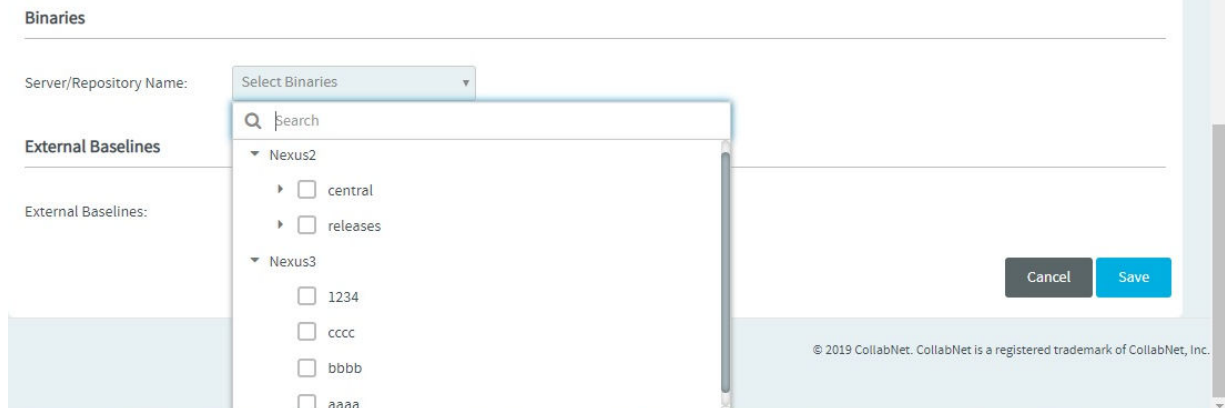 Binaries
Server/Repository Name:
Select Binaries
Search
External Baselines
Nexus2
central
External Baselines:
releases
Nexus3
Cancel
Save
1234
cccc
© 2019 CollabNet. CollabNet is a registered trademark of CollabNet, Inc.
bbbb
aaaa